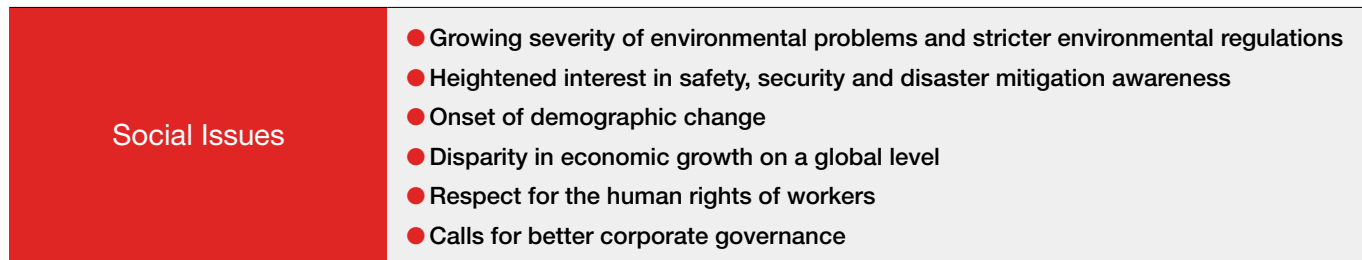 Social Issues
● Growing severity of environmental problems and stricter environmental regulations
● Heightened interest in safety, security and disaster mitigation awareness
● Onset of demographic change
● Disparity in economic growth on a global level
● Respect for the human rights of workers
● Calls for better corporate governance